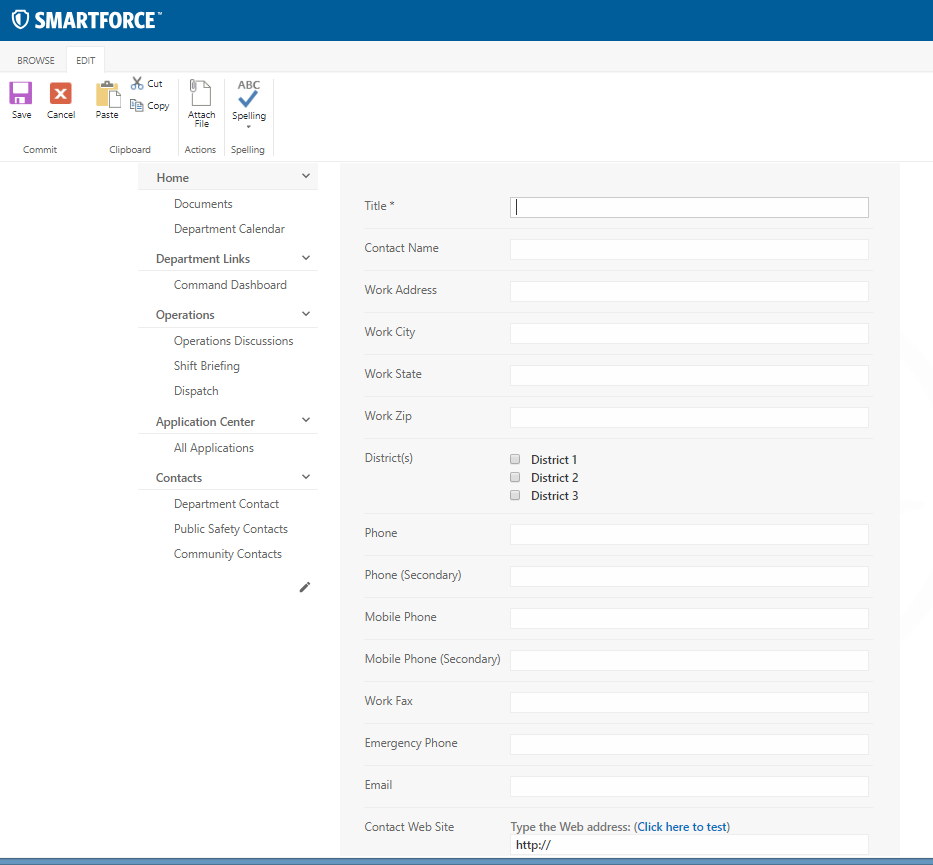 SMARTFORCE™
BROWSE EDIT
Save Cancel Paste Cut Copy Attach File ABC Spelling
Commit Clipboard Actions Spelling
Home
Documents
Department Calendar
Department Links
Command Dashboard
Operations
Operations Discussions
Shift Briefing
Dispatch
Application Center
All Applications
Contacts
Department Contact
Public Safety Contacts
Community Contacts
Title *
Contact Name
Work Address
Work City
Work State
Work Zip
District(s)
District 1
District 2
District 3
Phone
Phone (Secondary)
Mobile Phone
Mobile Phone (Secondary)
Work Fax
Emergency Phone
Email
Contact Web Site Type the Web address: (Click here to test)
http://